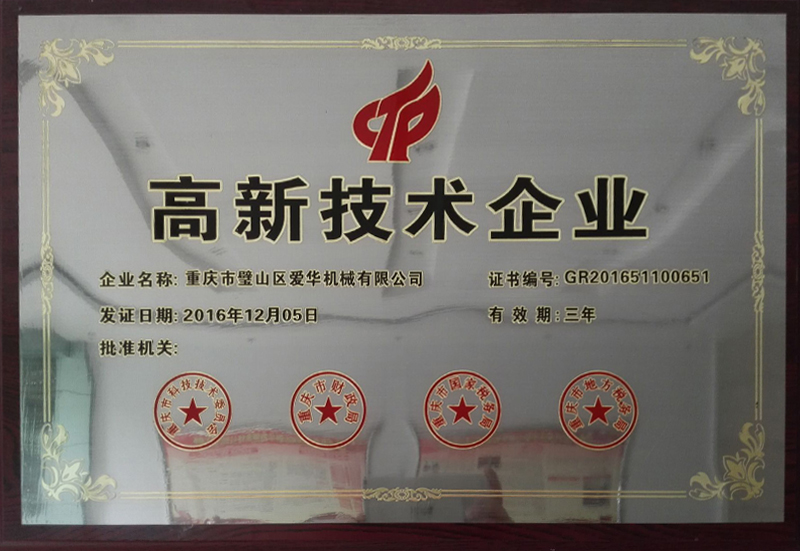 高新技术企业
企业名称: 重庆市璧山区爱华机械有限公司
证书编号: GR201651100651
发证日期: 2016年12月05日
有 效 期: 三年
批准机关:
重庆市科技技术委员会
重庆市财政局
重庆市国家税务局
重庆市地方税务局